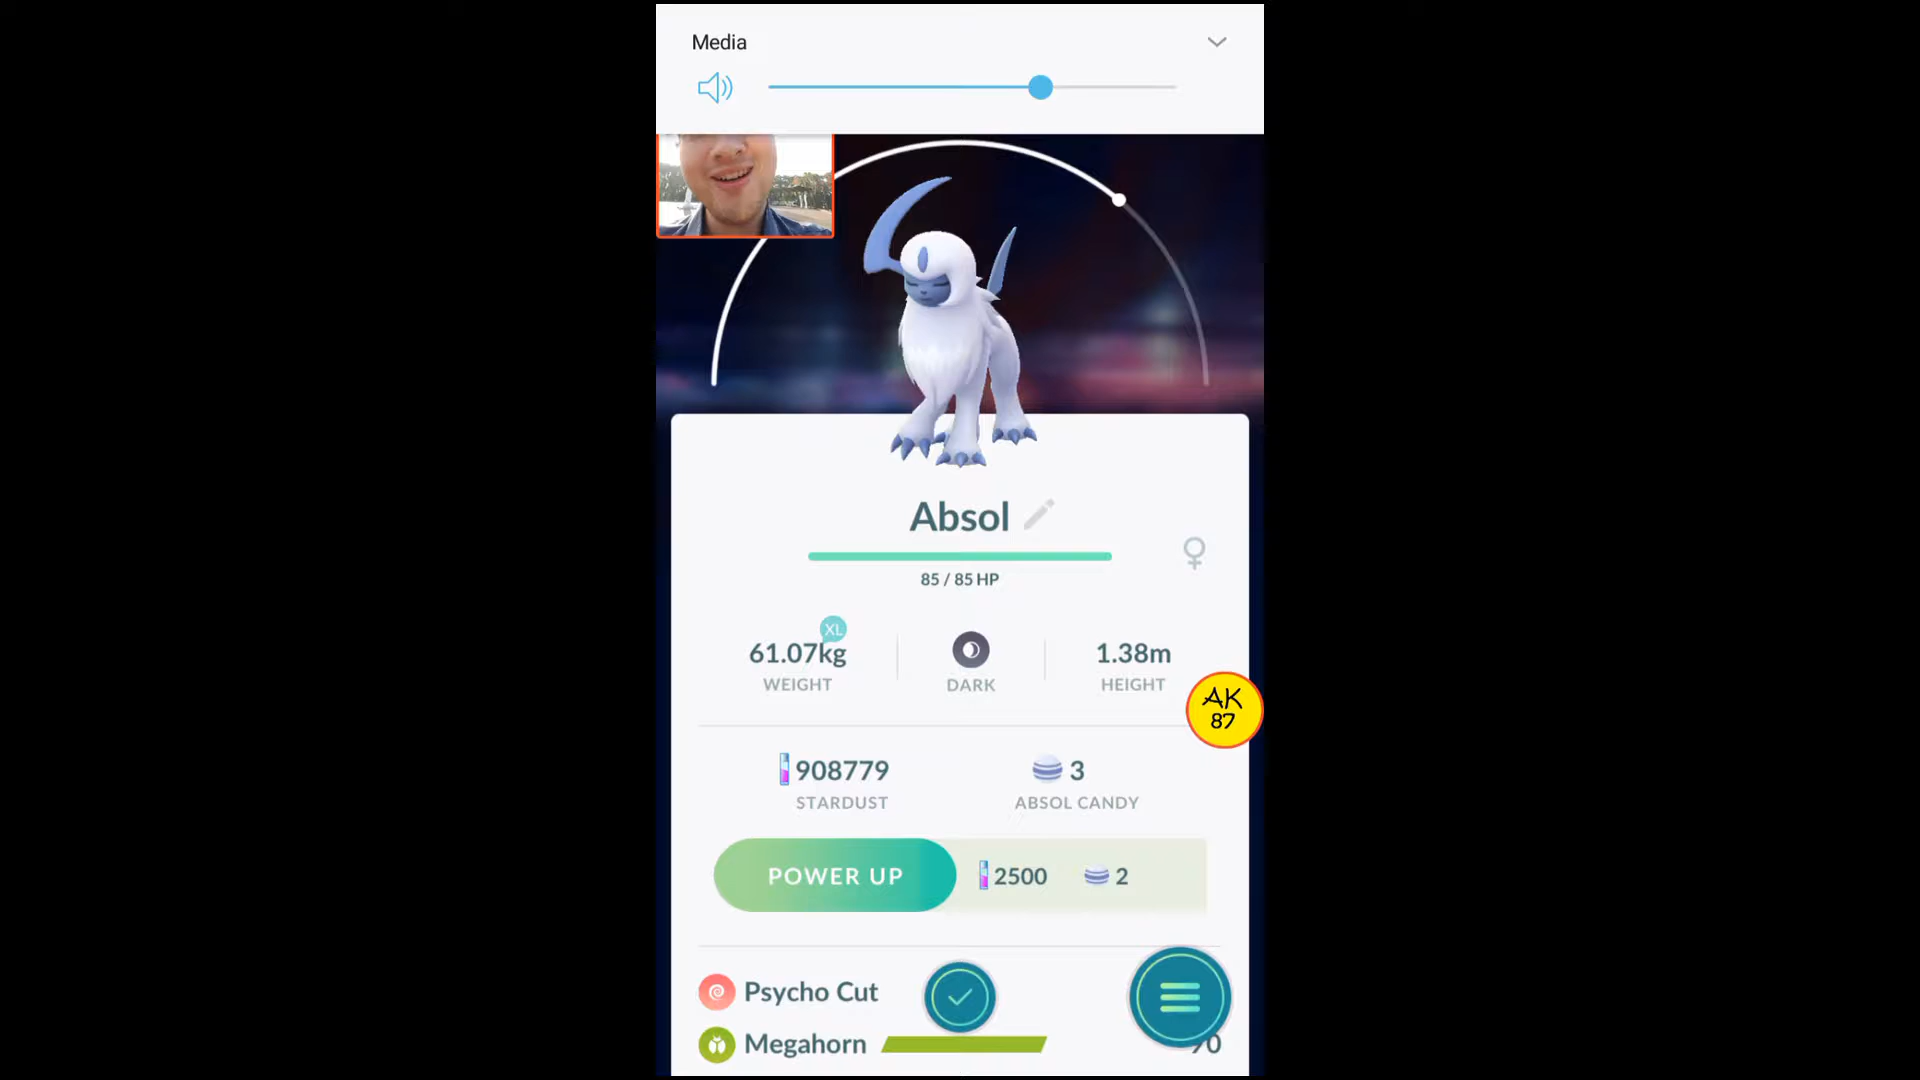 Media
Absol
85 / 85 HP
XL
61.07kg
WEIGHT
DARK
1.38m
HEIGHT
AK
87
908779
STARDUST
3
ABSOL CANDY
POWER UP
2500
2
Psycho Cut
Megahorn
90